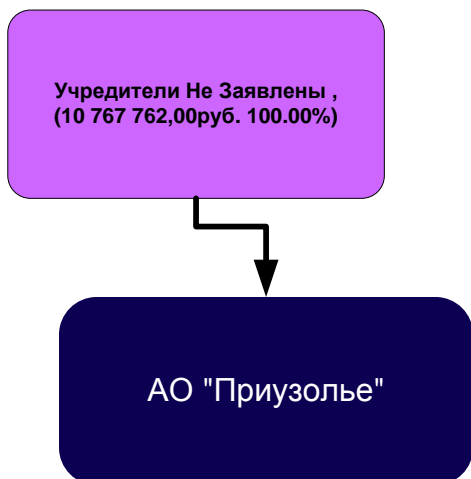 Учредители Не Заявлены ,
(10 767 762,00руб. 100.00%)
АО "Приузолье"